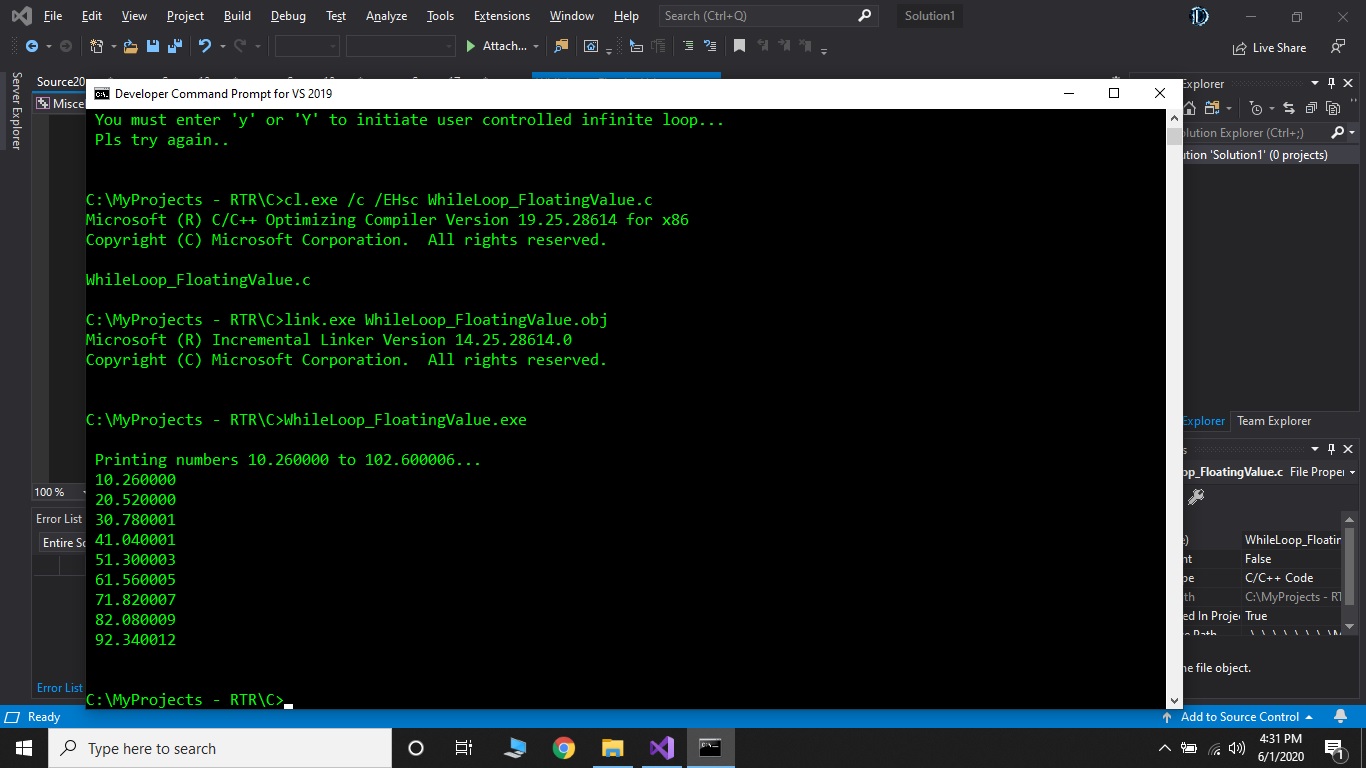 File Edit View Project Build Debug Test Analyze Tools Extensions Window Help Search (Ctrl+Q) Solution1
Attach... Live Share
Server Explorer
Source20
Explorer
Developer Command Prompt for VS 2019
Misce
You must enter 'y' or 'Y' to initiate user controlled infinite loop...
Pls try again..
olution Explorer (Ctrl+;)
ution 'Solution1' (0 projects)
C:\MyProjects - RTR\C>cl.exe /c /EHsc WhileLoop_FloatingValue.c
Microsoft (R) C/C++ Optimizing Compiler Version 19.25.28614 for x86
Copyright (C) Microsoft Corporation.  All rights reserved.
WhileLoop_FloatingValue.c
C:\MyProjects - RTR\C>link.exe WhileLoop_FloatingValue.obj
Microsoft (R) Incremental Linker Version 14.25.28614.0
Copyright (C) Microsoft Corporation.  All rights reserved.
C:\MyProjects - RTR\C>WhileLoop_FloatingValue.exe
Printing numbers 10.260000 to 102.600006...
10.260000
20.520000
30.780001
41.040001
51.300003
61.560005
71.820007
82.080009
92.340012
C:\MyProjects - RTR\C>
Explorer Team Explorer
op_FloatingValue.c File Proper
100 %
Error List
Entire So
WhileLoop_Floatin
nt False
pe C/C++ Code
th C:\MyProjects - RT
ed In Proje True
e Path
he file object.
Error List
Ready Add to Source Control
Type here to search
4:31 PM
6/1/2020
1